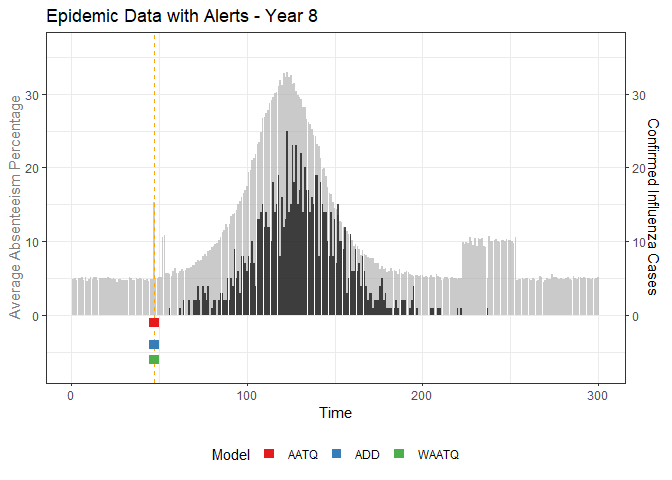 Epidemic Data with Alerts - Year 8
Average Absenteeism Percentage
30
20
10
0
30
20
10
0
Confirmed Influenza Cases
0 100 200 300
Time
Model AATQ ADD WAATQ